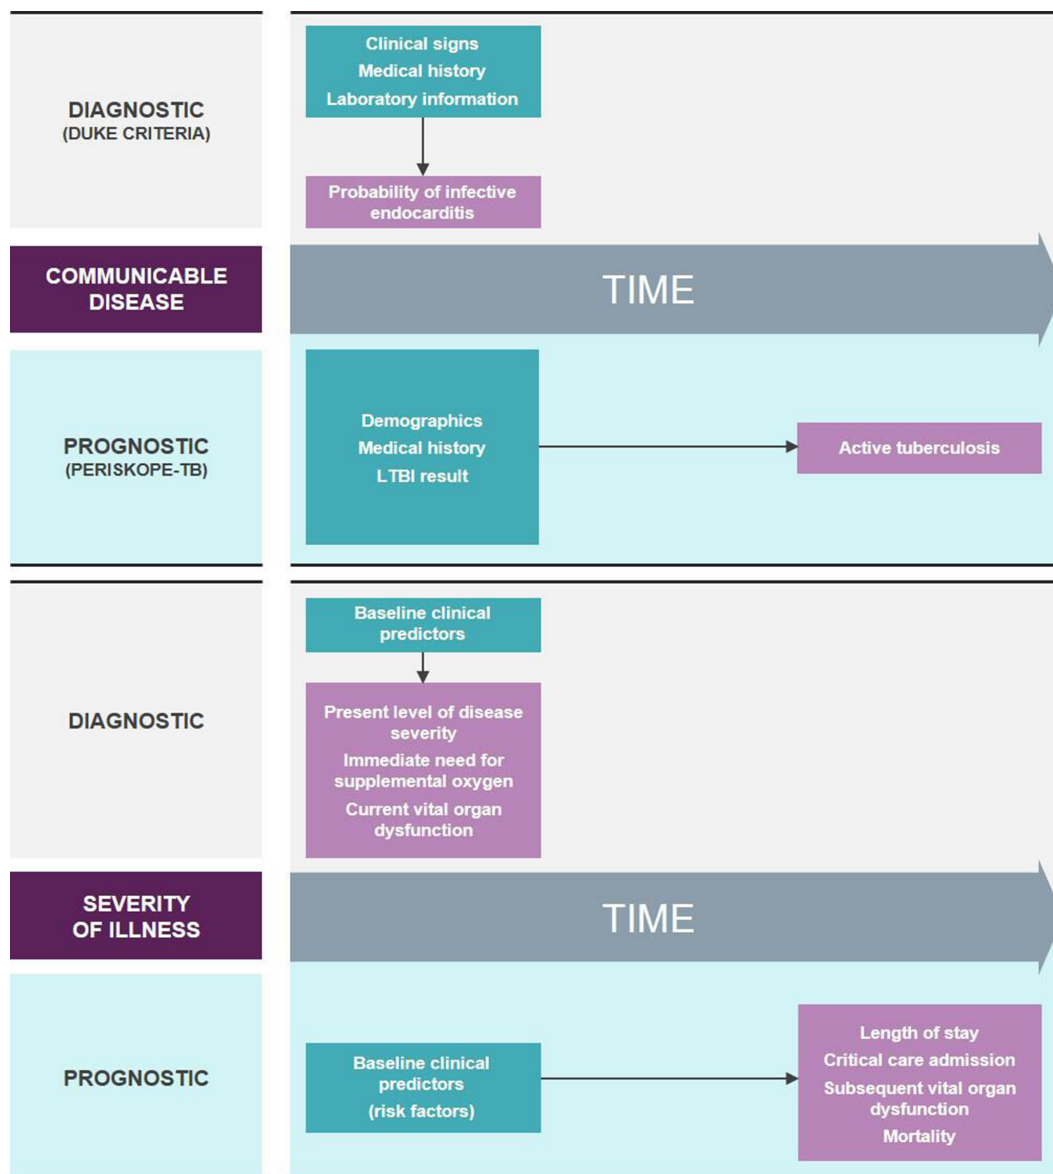 DIAGNOSTIC
(DUKE CRITERIA)
Clinical signs
Medical history
Laboratory information
Probability of infective
endocarditis
COMMUNICABLE
DISEASE
TIME
PROGNOSTIC
(PERISKOPE-TB)
Demographics
Medical history
LTBI result
Active tuberculosis
DIAGNOSTIC
Baseline clinical
predictors
Present level of disease
severity
Immediate need for
supplemental oxygen
Current vital organ
dysfunction
SEVERITY
OF ILLNESS
TIME
PROGNOSTIC
Baseline clinical
predictors
(risk factors)
Length of stay
Critical care admission
Subsequent vital organ
dysfunction
Mortality